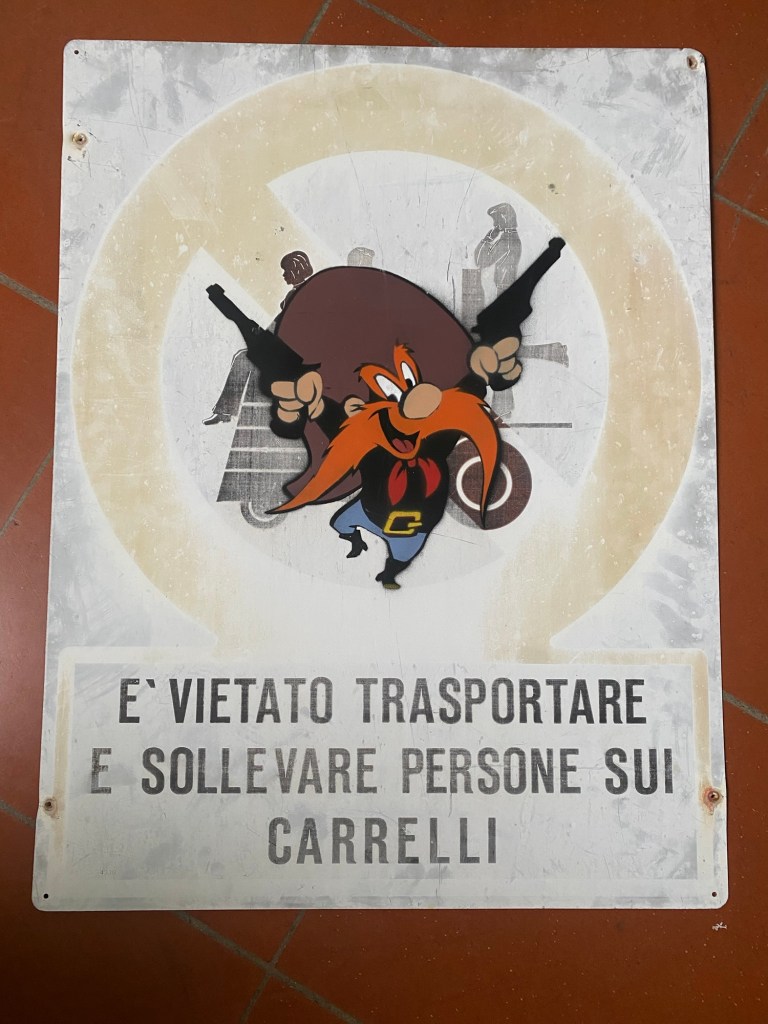 E` VIETATO TRASPORTARE
E SOLLEVARE PERSONE SUI
CARRELLI